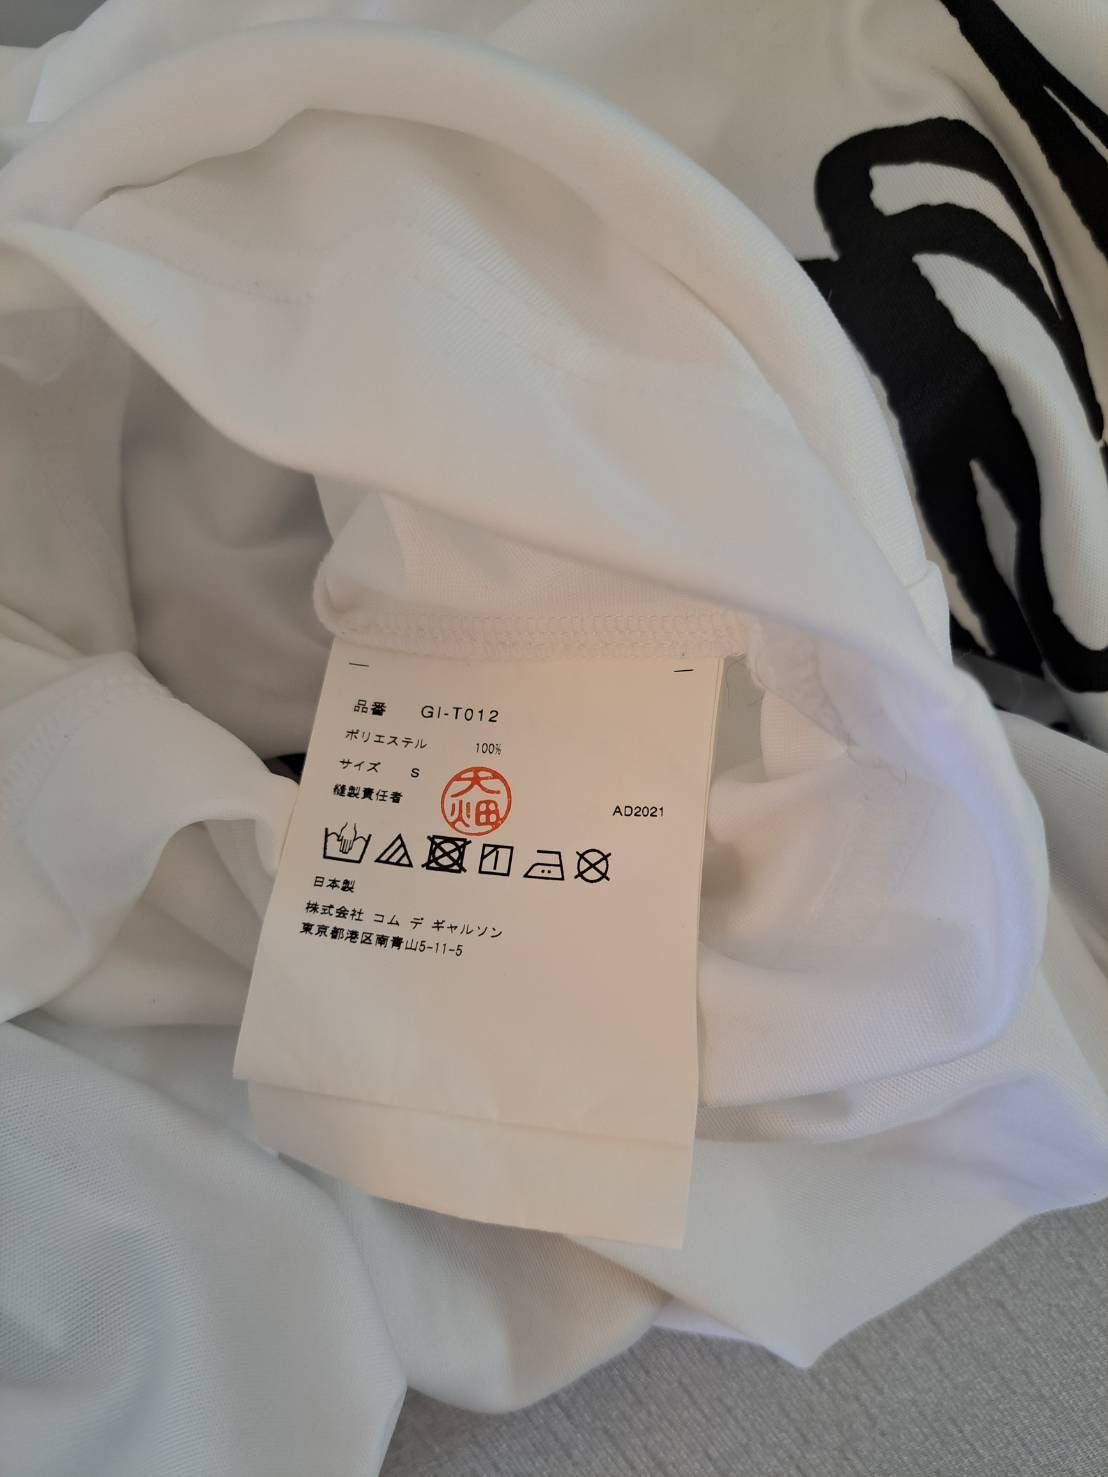 品番 GI-T012
ポリエステル 100%
サイズ S
縫製責任者 大畑
AD2021
日本製
株式会社 コム デ ギャルソン
東京都港区南青山5-11-5